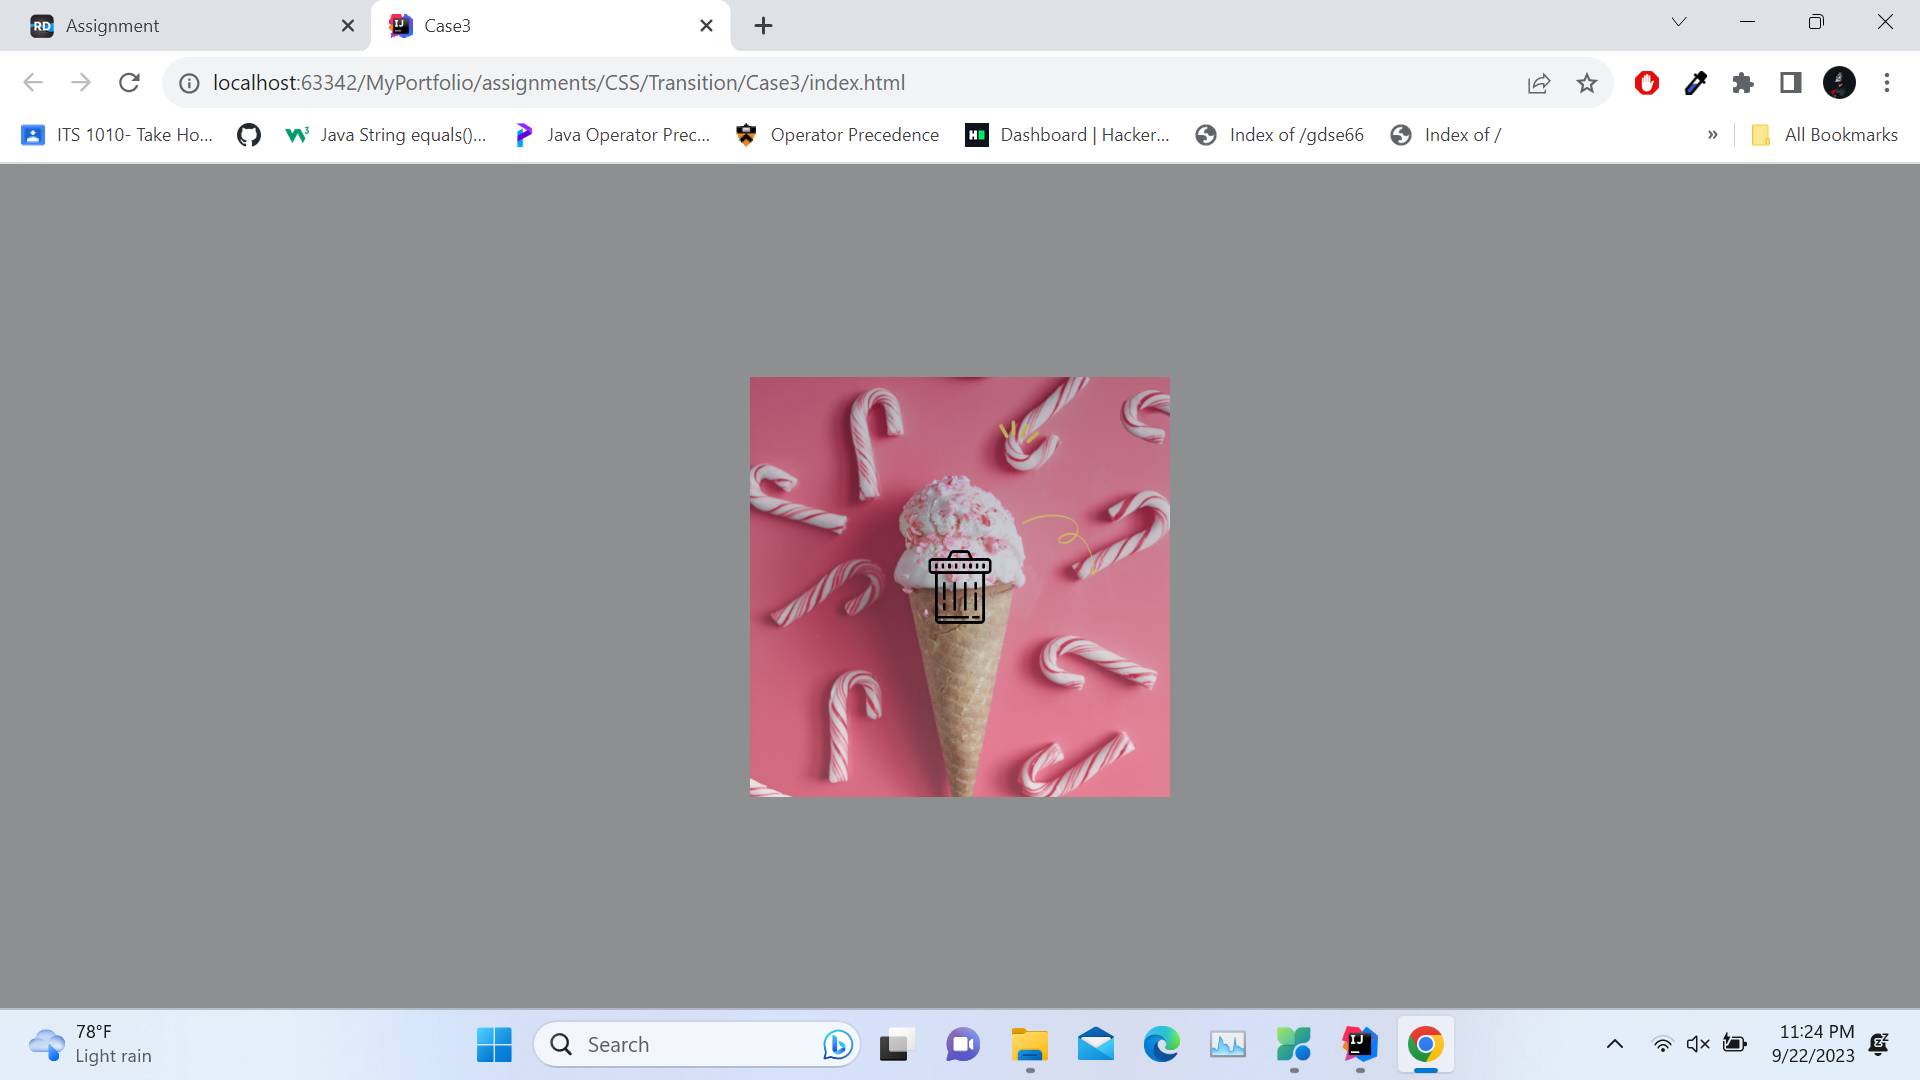 Assignment
Case3
localhost:63342/MyPortfolio/assignments/CSS/Transition/Case3/index.html
ITS 1010- Take Ho...
Java String equals()...
Java Operator Prec...
Operator Precedence
Dashboard | Hacker...
Index of /gdse66
Index of /
»
All Bookmarks
78°F
Light rain
Search
11:24 PM
9/22/2023